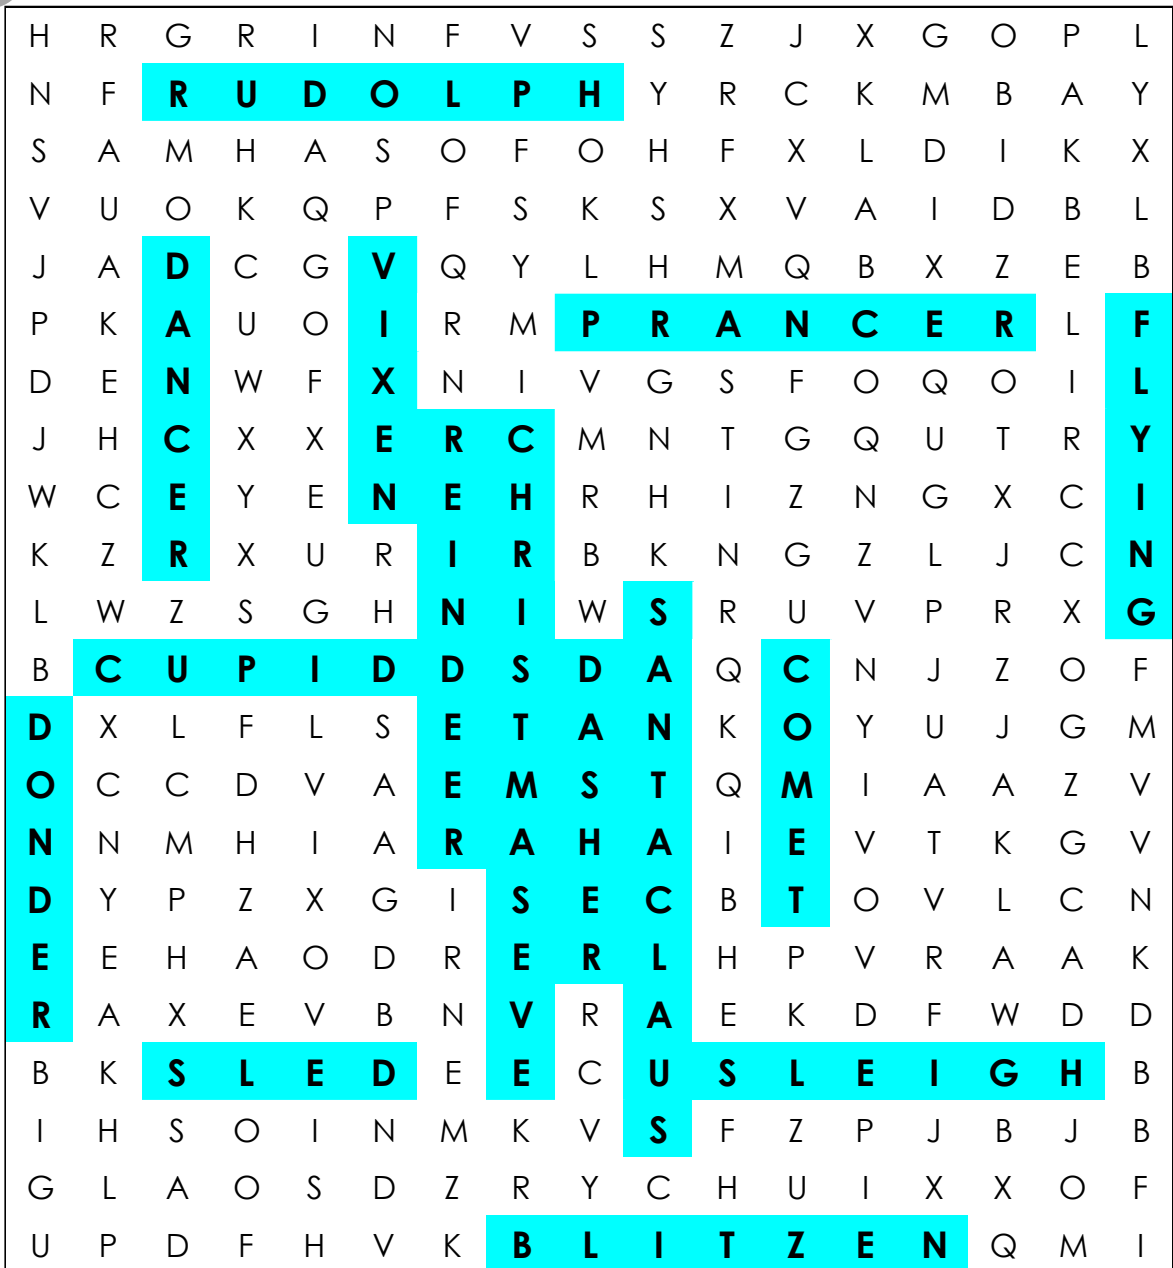 H R G R I N F V S S Z J X G O P L
N F R U D O L P H Y R C K M B A Y
S A M H A S O F O H F X L D I K X
V U O K Q P F S K S X V A I D B L
J A D C G V Q Y L H M Q B X Z E B
P K A U O I R M P R A N C E R L F
D E N W F X N I V G S F O Q O I L
J H C X X E R C M N T G Q U T R Y
W C E Y E N E H R H I Z N G X C I
K Z R X U R I R B K N G Z L J C N
L W Z S G H N I W S R U V P R X G
B C U P I D D S D A Q C N J Z O F
D X L F L S E T A N K O Y U J G M
O C C D V A E M S T Q M I A A Z V
N N M H I A R A H A I E V T K G V
D Y P Z X G I S E C B T O V L C N
E E H A O D R E R L H P V R A A K
R A X E V B N V R A E K D F W D D
B K S L E D E E C U S L E I G H B
I H S O I N M K V S F Z P J B J B
G L A O S D Z R Y C H U I X X O F
U P D F H V K B L I T Z E N Q M I